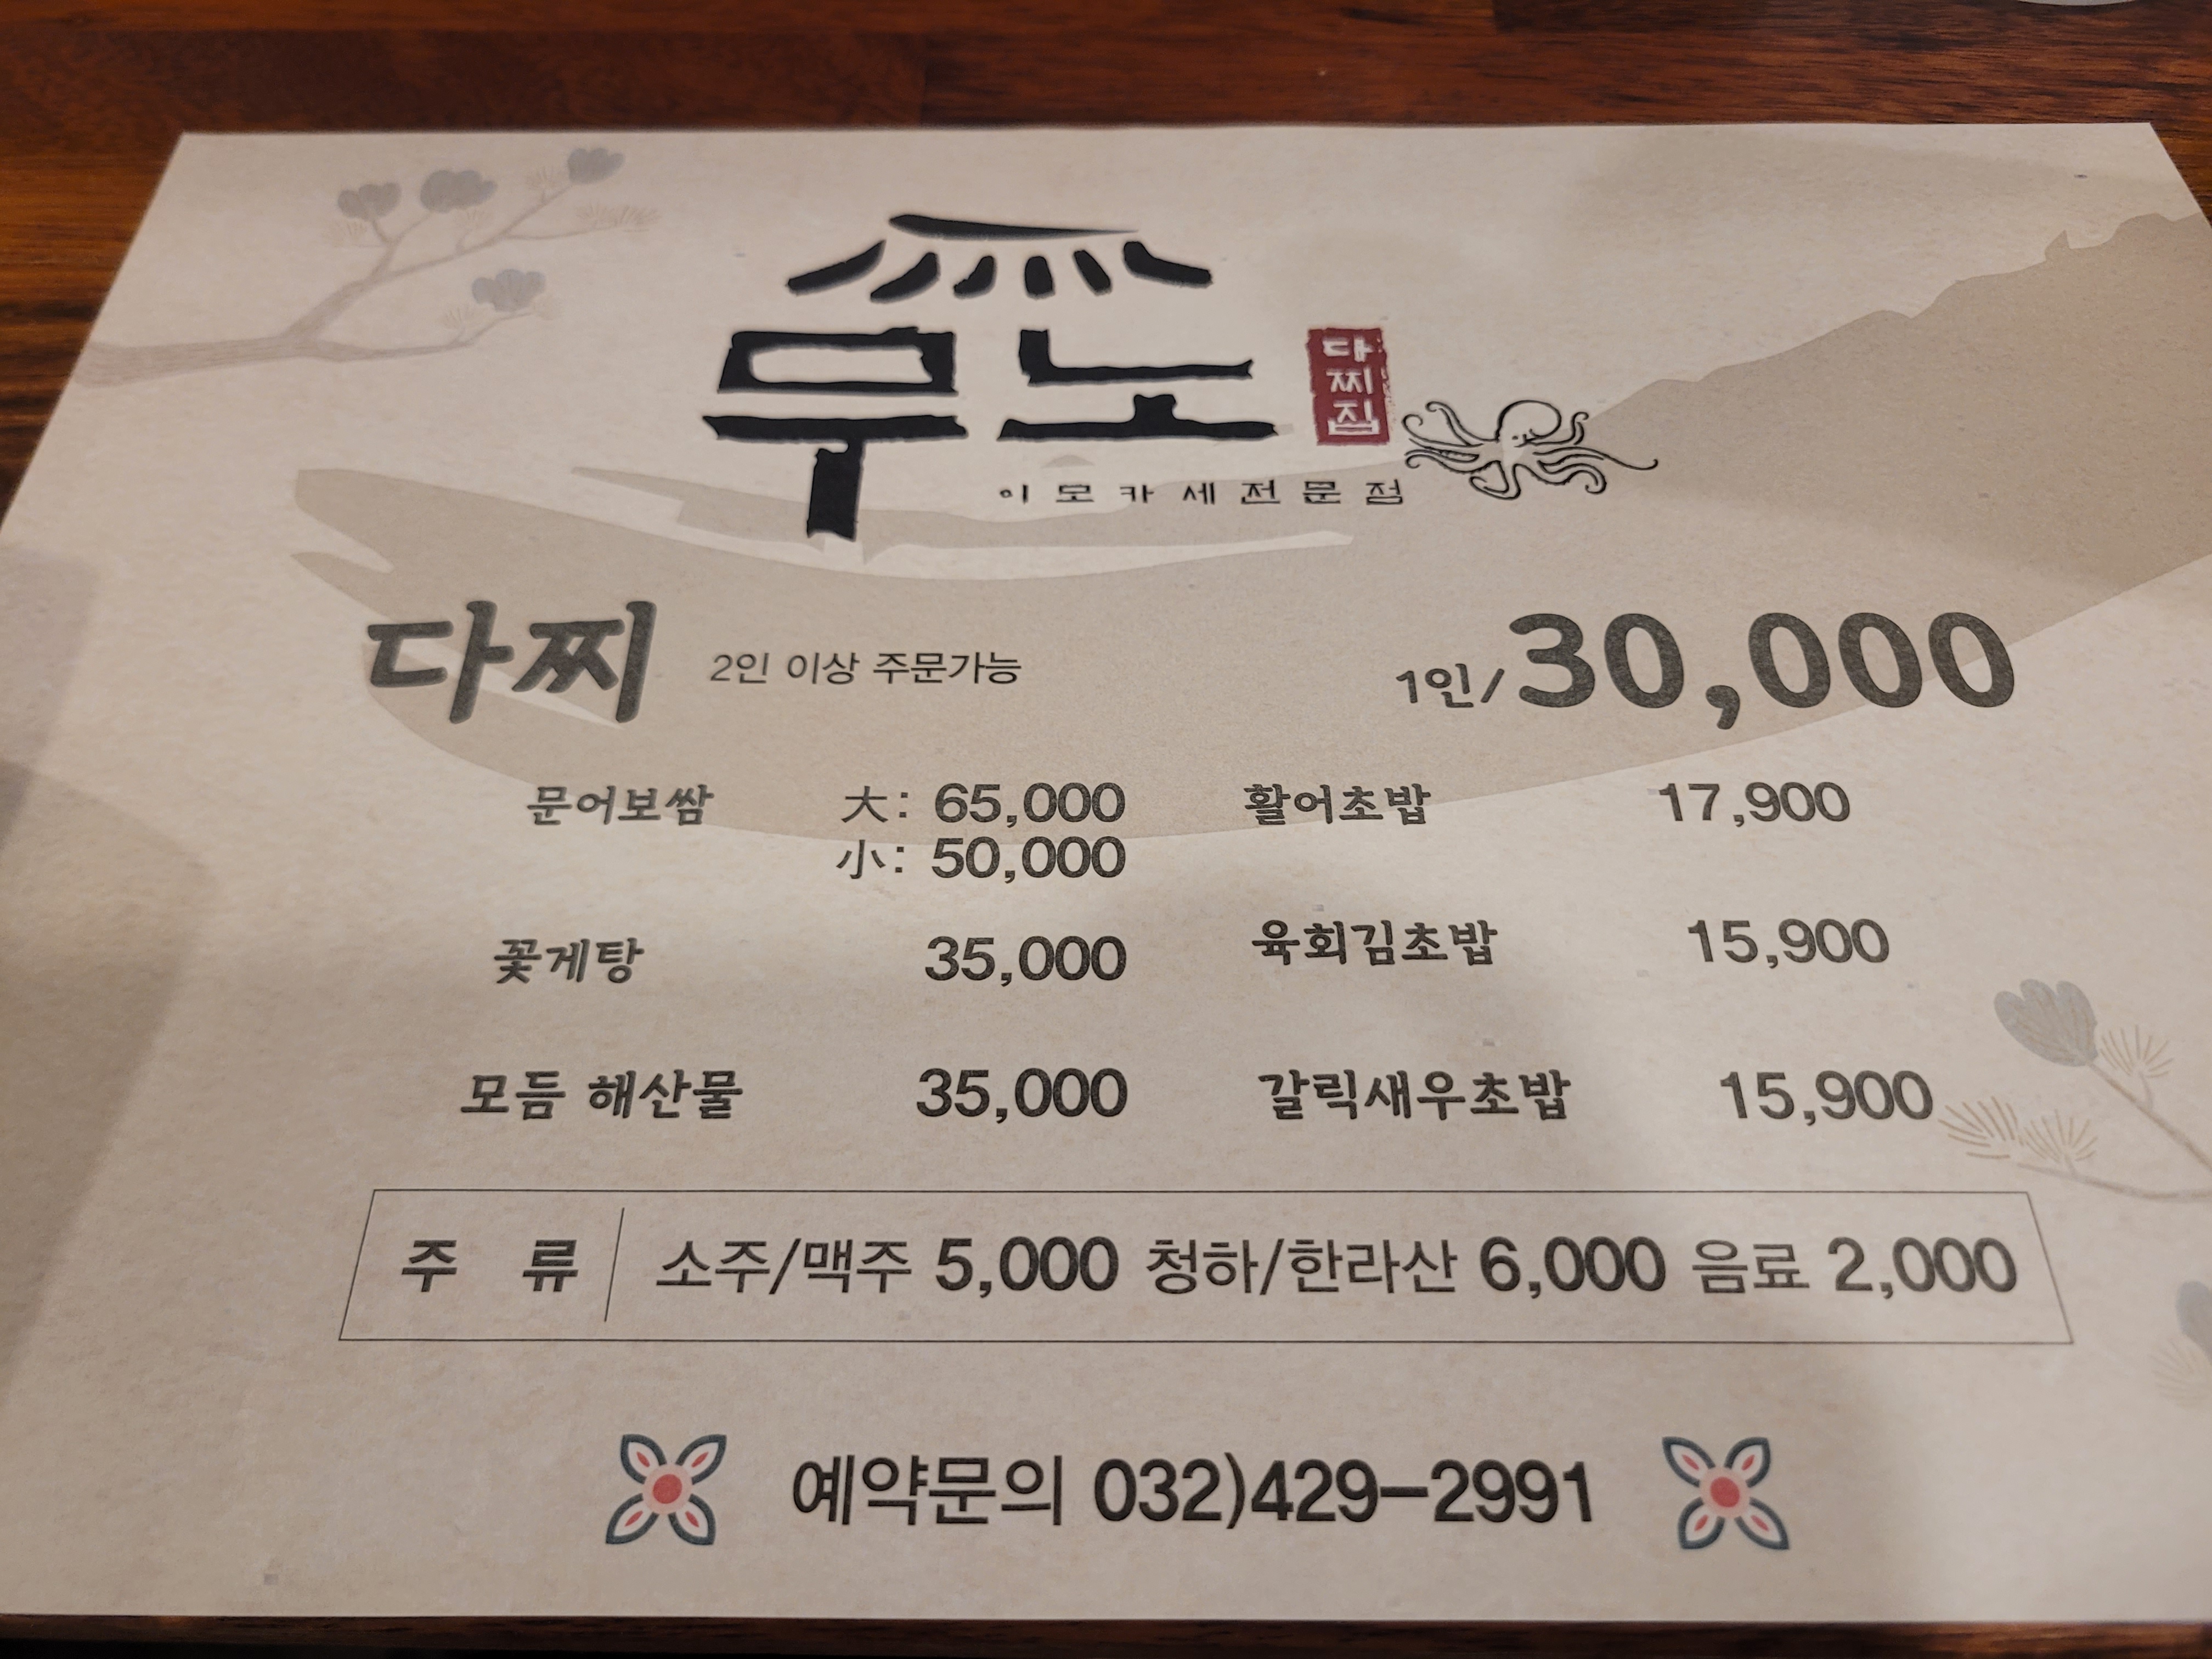 무노
다찌집
이모카세전문점
다찌 2인 이상 주문가능 1인/30,000
문어보쌈 大: 65,000 활어초밥 17,900
小: 50,000
꽃게탕 35,000 육회김초밥 15,900
모듬 해산물 35,000 갈릭새우초밥 15,900
주 류 소주/맥주 5,000 청하/한라산 6,000 음료 2,000
예약문의 032)429-2991